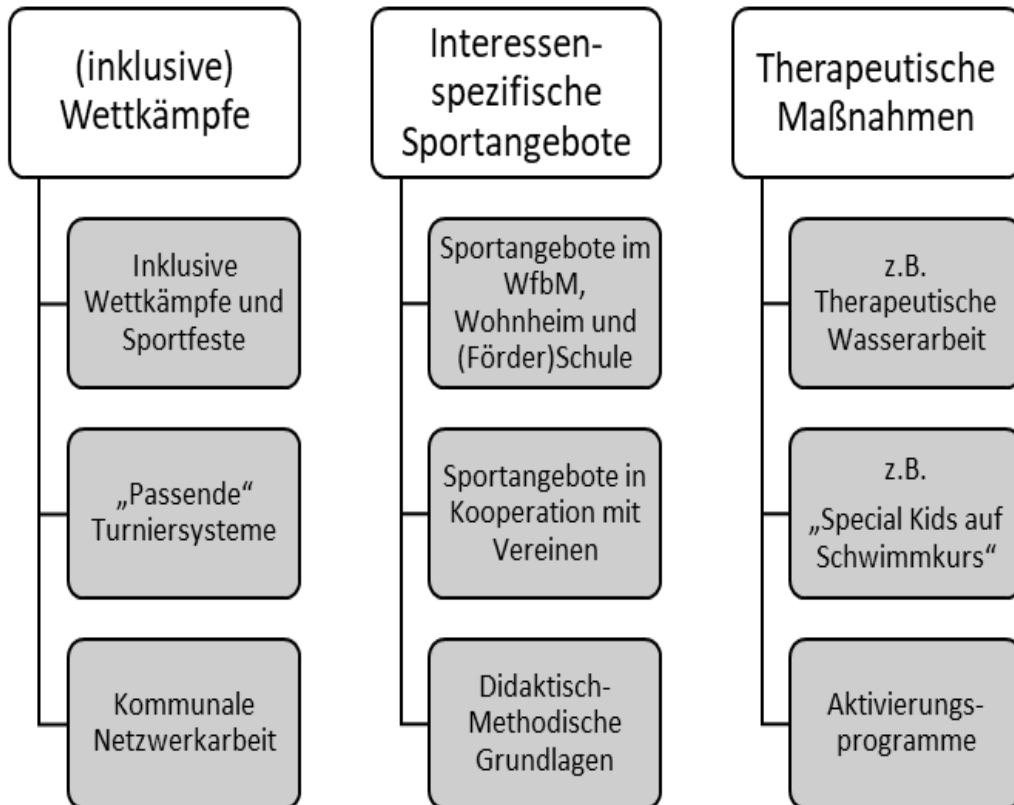 (inklusive)
Wettkämpfe
Inklusive
Wettkämpfe und
Sportfeste
„Passende“
Turniersysteme
Kommunale
Netzwerkarbeit
Interessen-
spezifische
Sportangebote
Sportangebote im
WfbM,
Wohnheim und
(Förder)Schule
Sportangebote in
Kooperation mit
Vereinen
Didaktisch-
Methodische
Grundlagen
Therapeutische
Maßnahmen
z.B.
Therapeutische
Wasserarbeit
z.B.
„Special Kids auf
Schwimmkurs“
Aktivierungs-
programme